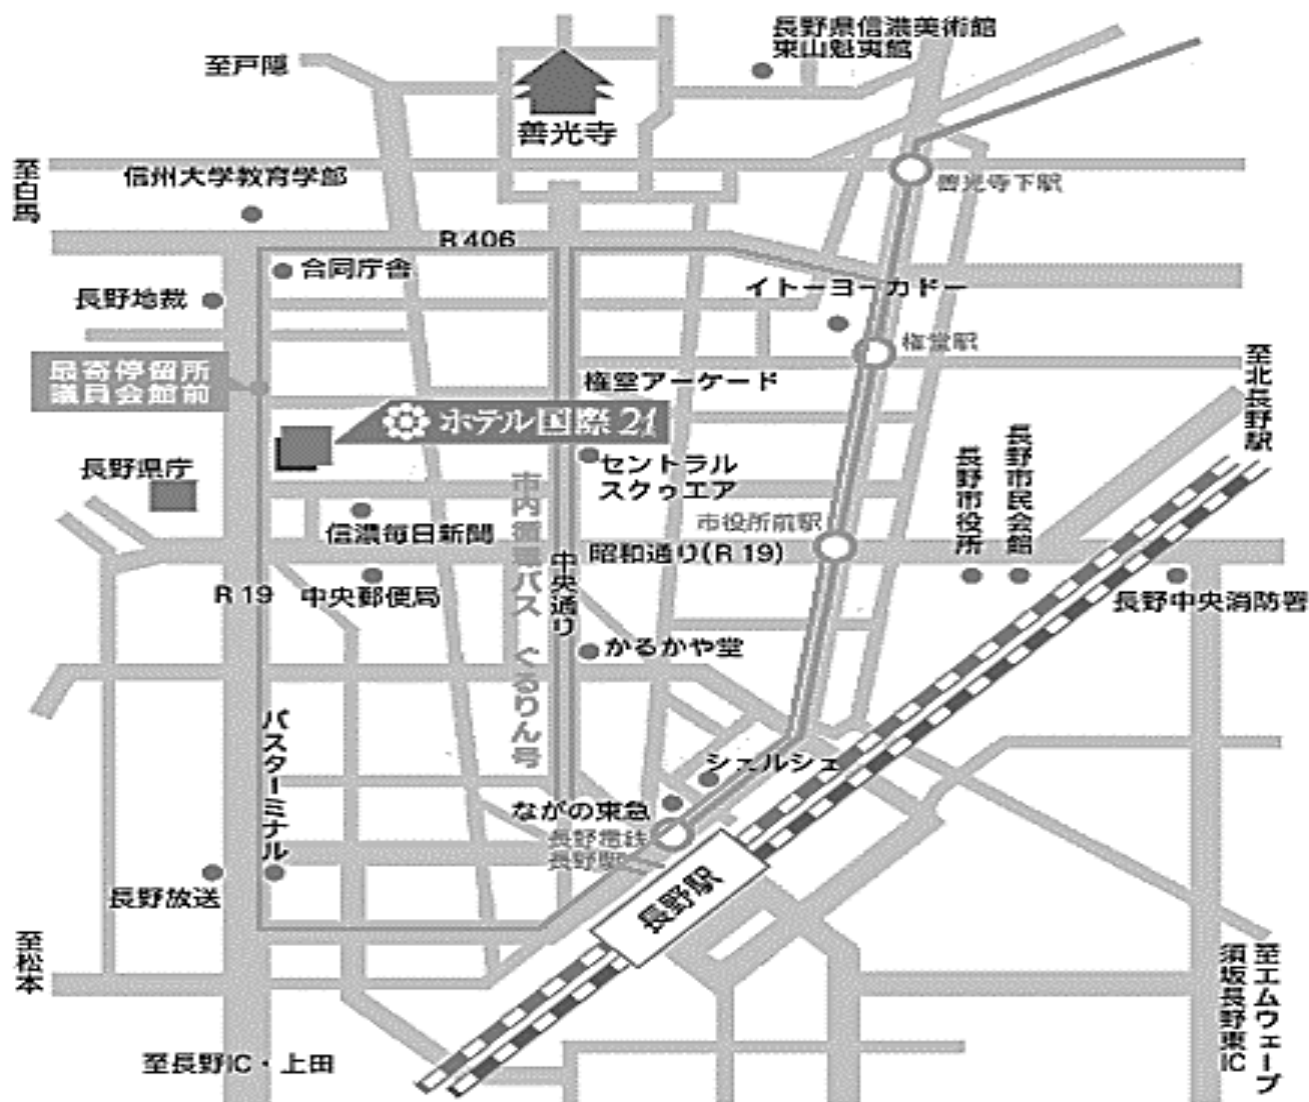 長野県信濃美術館
東山魁夷館
至戸隠
善光寺
至白馬
信州大学教育学部
善光寺下駅
R 406
合同庁舎
イトーヨーカドー
長野地裁
権堂駅
至北長野駅
最寄停留所
議員会館前
権堂アーケード
ホテル国際21
長野県庁
セントラル
スクゥエア
長野市民会館
長野市役所
市内循環バス ぐるりん号
市役所前駅
信濃毎日新聞
昭和通り(R 19)
中央通り
R 19
中央郵便局
長野中央消防署
かるかや堂
バスターミナル
シェルシェ
ながの東急
長野電鉄
長野駅
長野駅
長野放送
至松本
至エムウェーブ
須坂長野東IC
至長野IC・上田